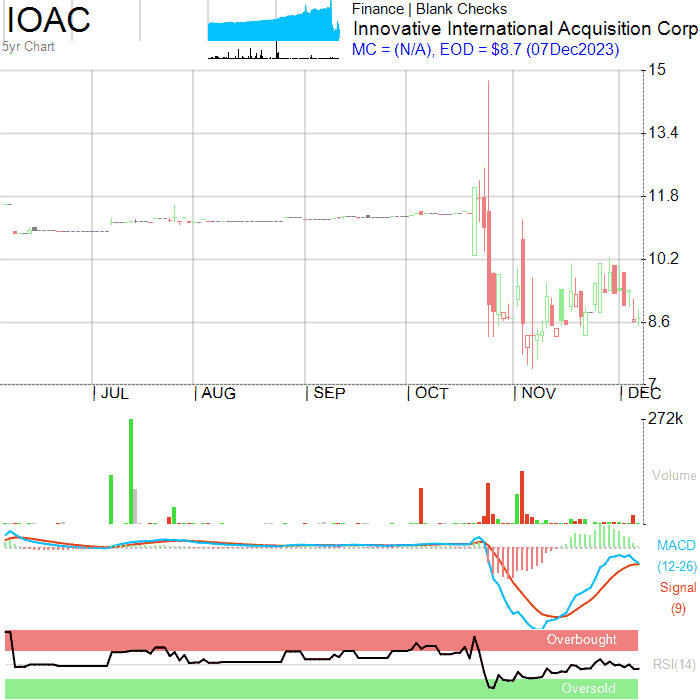 IOAC
5yr Chart
Finance | Blank Checks
Innovative International Acquisition Corp
MC = (N/A), EOD = $8.7 (07Dec2023)
15
13.4
11.8
10.2
8.6
7
JUL
AUG
SEP
OCT
NOV
DEC
272k
Volume
MACD
(12-26)
Signal
(9)
Overbought
RSI(14)
Oversold